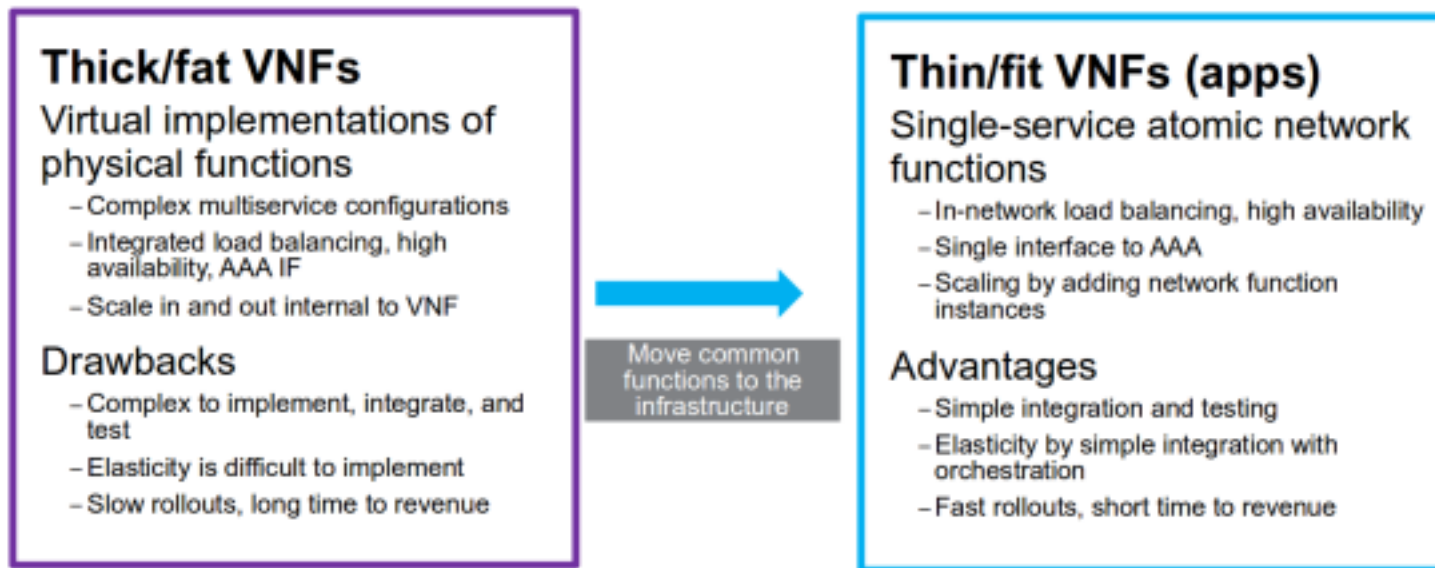 Thick/fat VNFs
Virtual implementations of
physical functions
– Complex multiservice configurations
– Integrated load balancing, high
availability, AAA IF
– Scale in and out internal to VNF
Drawbacks
– Complex to implement, integrate, and
test
– Elasticity is difficult to implement
– Slow rollouts, long time to revenue
Move common
functions to the
infrastructure
Thin/fit VNFs (apps)
Single-service atomic network
functions
– In-network load balancing, high availability
– Single interface to AAA
– Scaling by adding network function
instances
Advantages
– Simple integration and testing
– Elasticity by simple integration with
orchestration
– Fast rollouts, short time to revenue